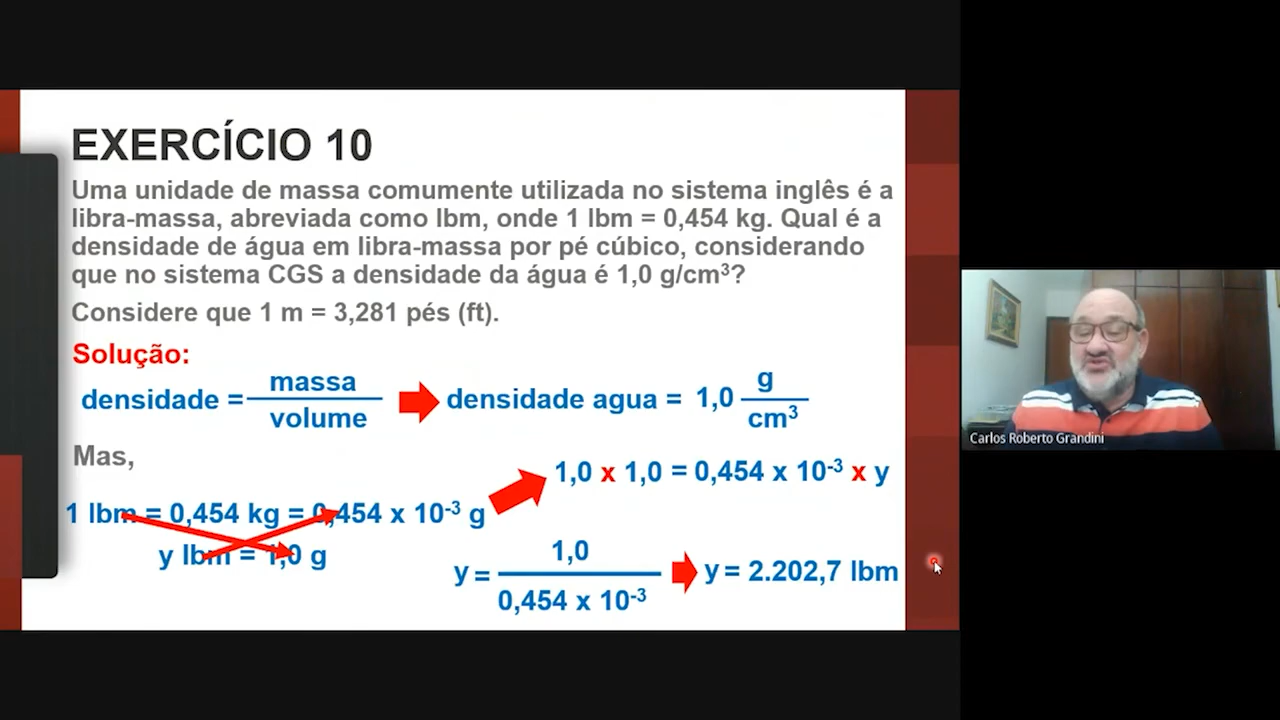 EXERCÍCIO 10
Uma unidade de massa comumente utilizada no sistema inglês é a
libra-massa, abreviada como lbm, onde 1 lbm = 0,454 kg. Qual é a
densidade de água em libra-massa por pé cúbico, considerando
que no sistema CGS a densidade da água é 1,0 g/cm³?
Considere que 1 m = 3,281 pés (ft).
Solução:
densidade = massa / volume
densidade agua = 1,0 g / cm³
Mas,
1 lbm = 0,454 kg = 0,454 x 10⁻³ g
y lbm = 1,0 g
1,0 x 1,0 = 0,454 x 10⁻³ x y
y = 1,0 / 0,454 x 10⁻³
y = 2.202,7 lbm
Carlos Roberto Grandini